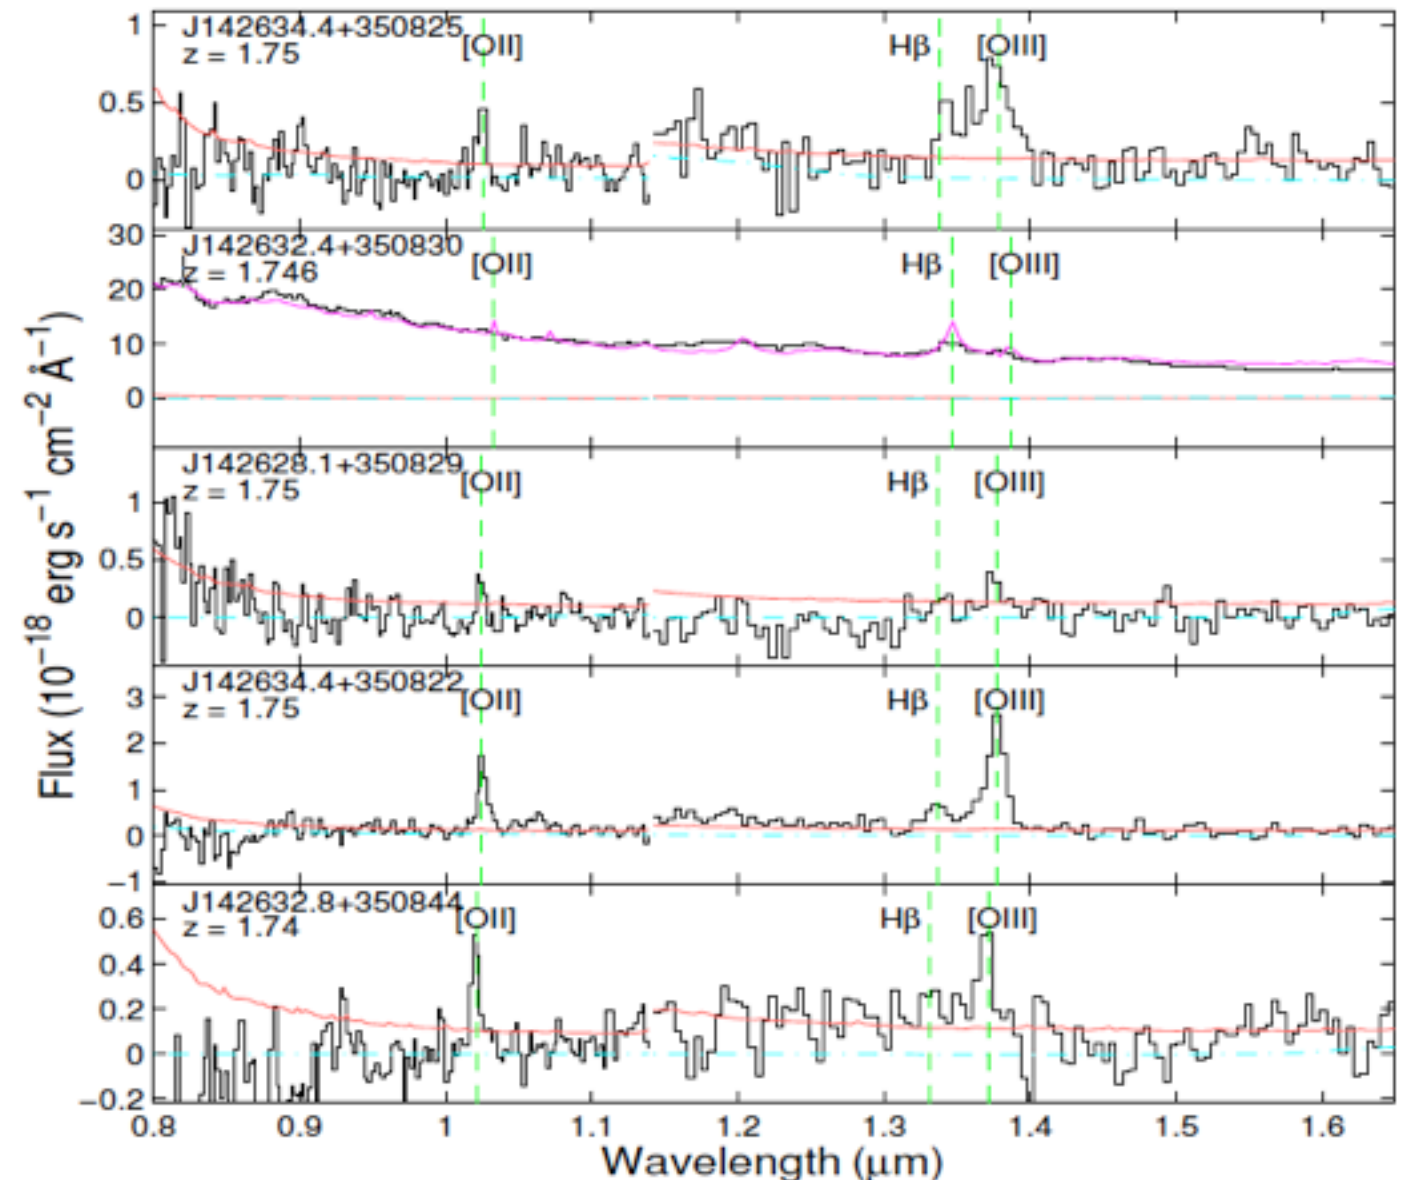 J142634.4+350825
z = 1.75
[OII]
Hβ
[OIII]
1
0.5
0
J142632.4+350830
z = 1.746
[OII]
Hβ
[OIII]
30
20
10
0
J142628.1+350829
z = 1.75
[OII]
Hβ
[OIII]
1
0.5
0
J142634.4+350822
z = 1.75
[OII]
Hβ
[OIII]
3
2
1
0
−1
J142632.8+350844
z = 1.74
[OII]
Hβ
[OIII]
0.6
0.4
0.2
0
−0.2
0.8 0.9 1 1.1 1.2 1.3 1.4 1.5 1.6
Wavelength (μm)
Flux (10⁻¹⁸ erg s⁻¹ cm⁻² Å⁻¹)